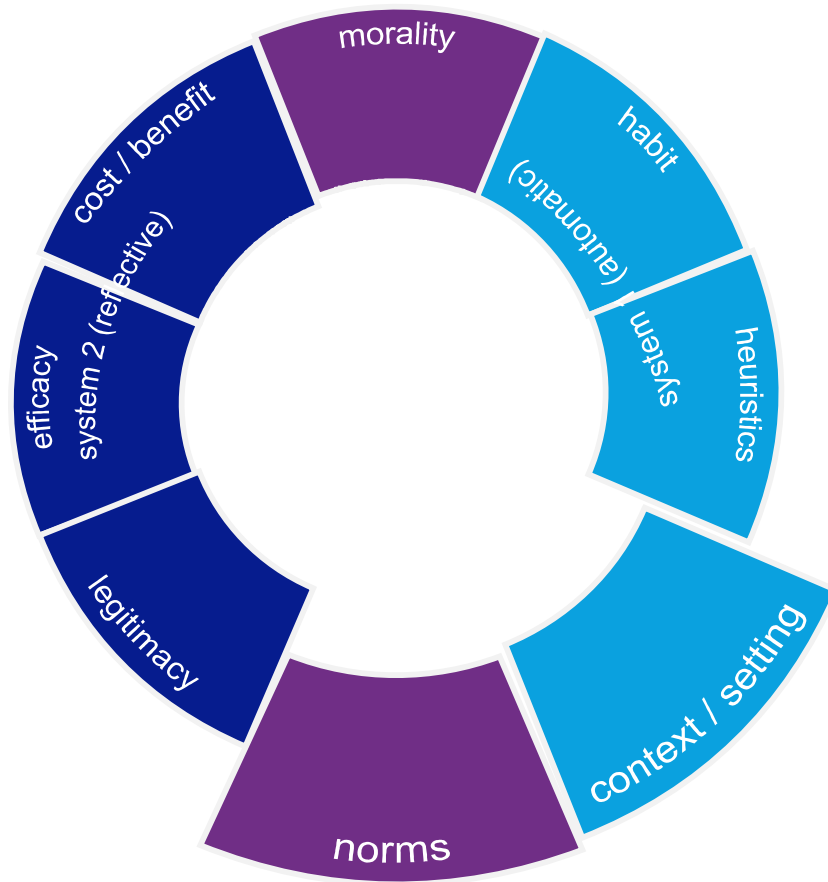 morality
habit
heuristics
system 1 (automatic)
context / setting
norms
legitimacy
efficacy
system 2 (reflective)
cost / benefit